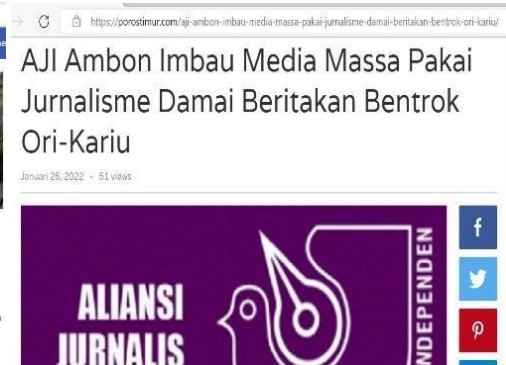 https://porostimur.com/aji-ambon-imbau-media-massa-pakai-jurnalisme-damai-beritakan-bentrok-ori-kariu/
AJI Ambon Imbau Media Massa Pakai
Jurnalisme Damai Beritakan Bentrok
Ori-Kariu
Januari 26, 2022 - 51 views
ALIANSI
JURNALIS
INDEPENDEN